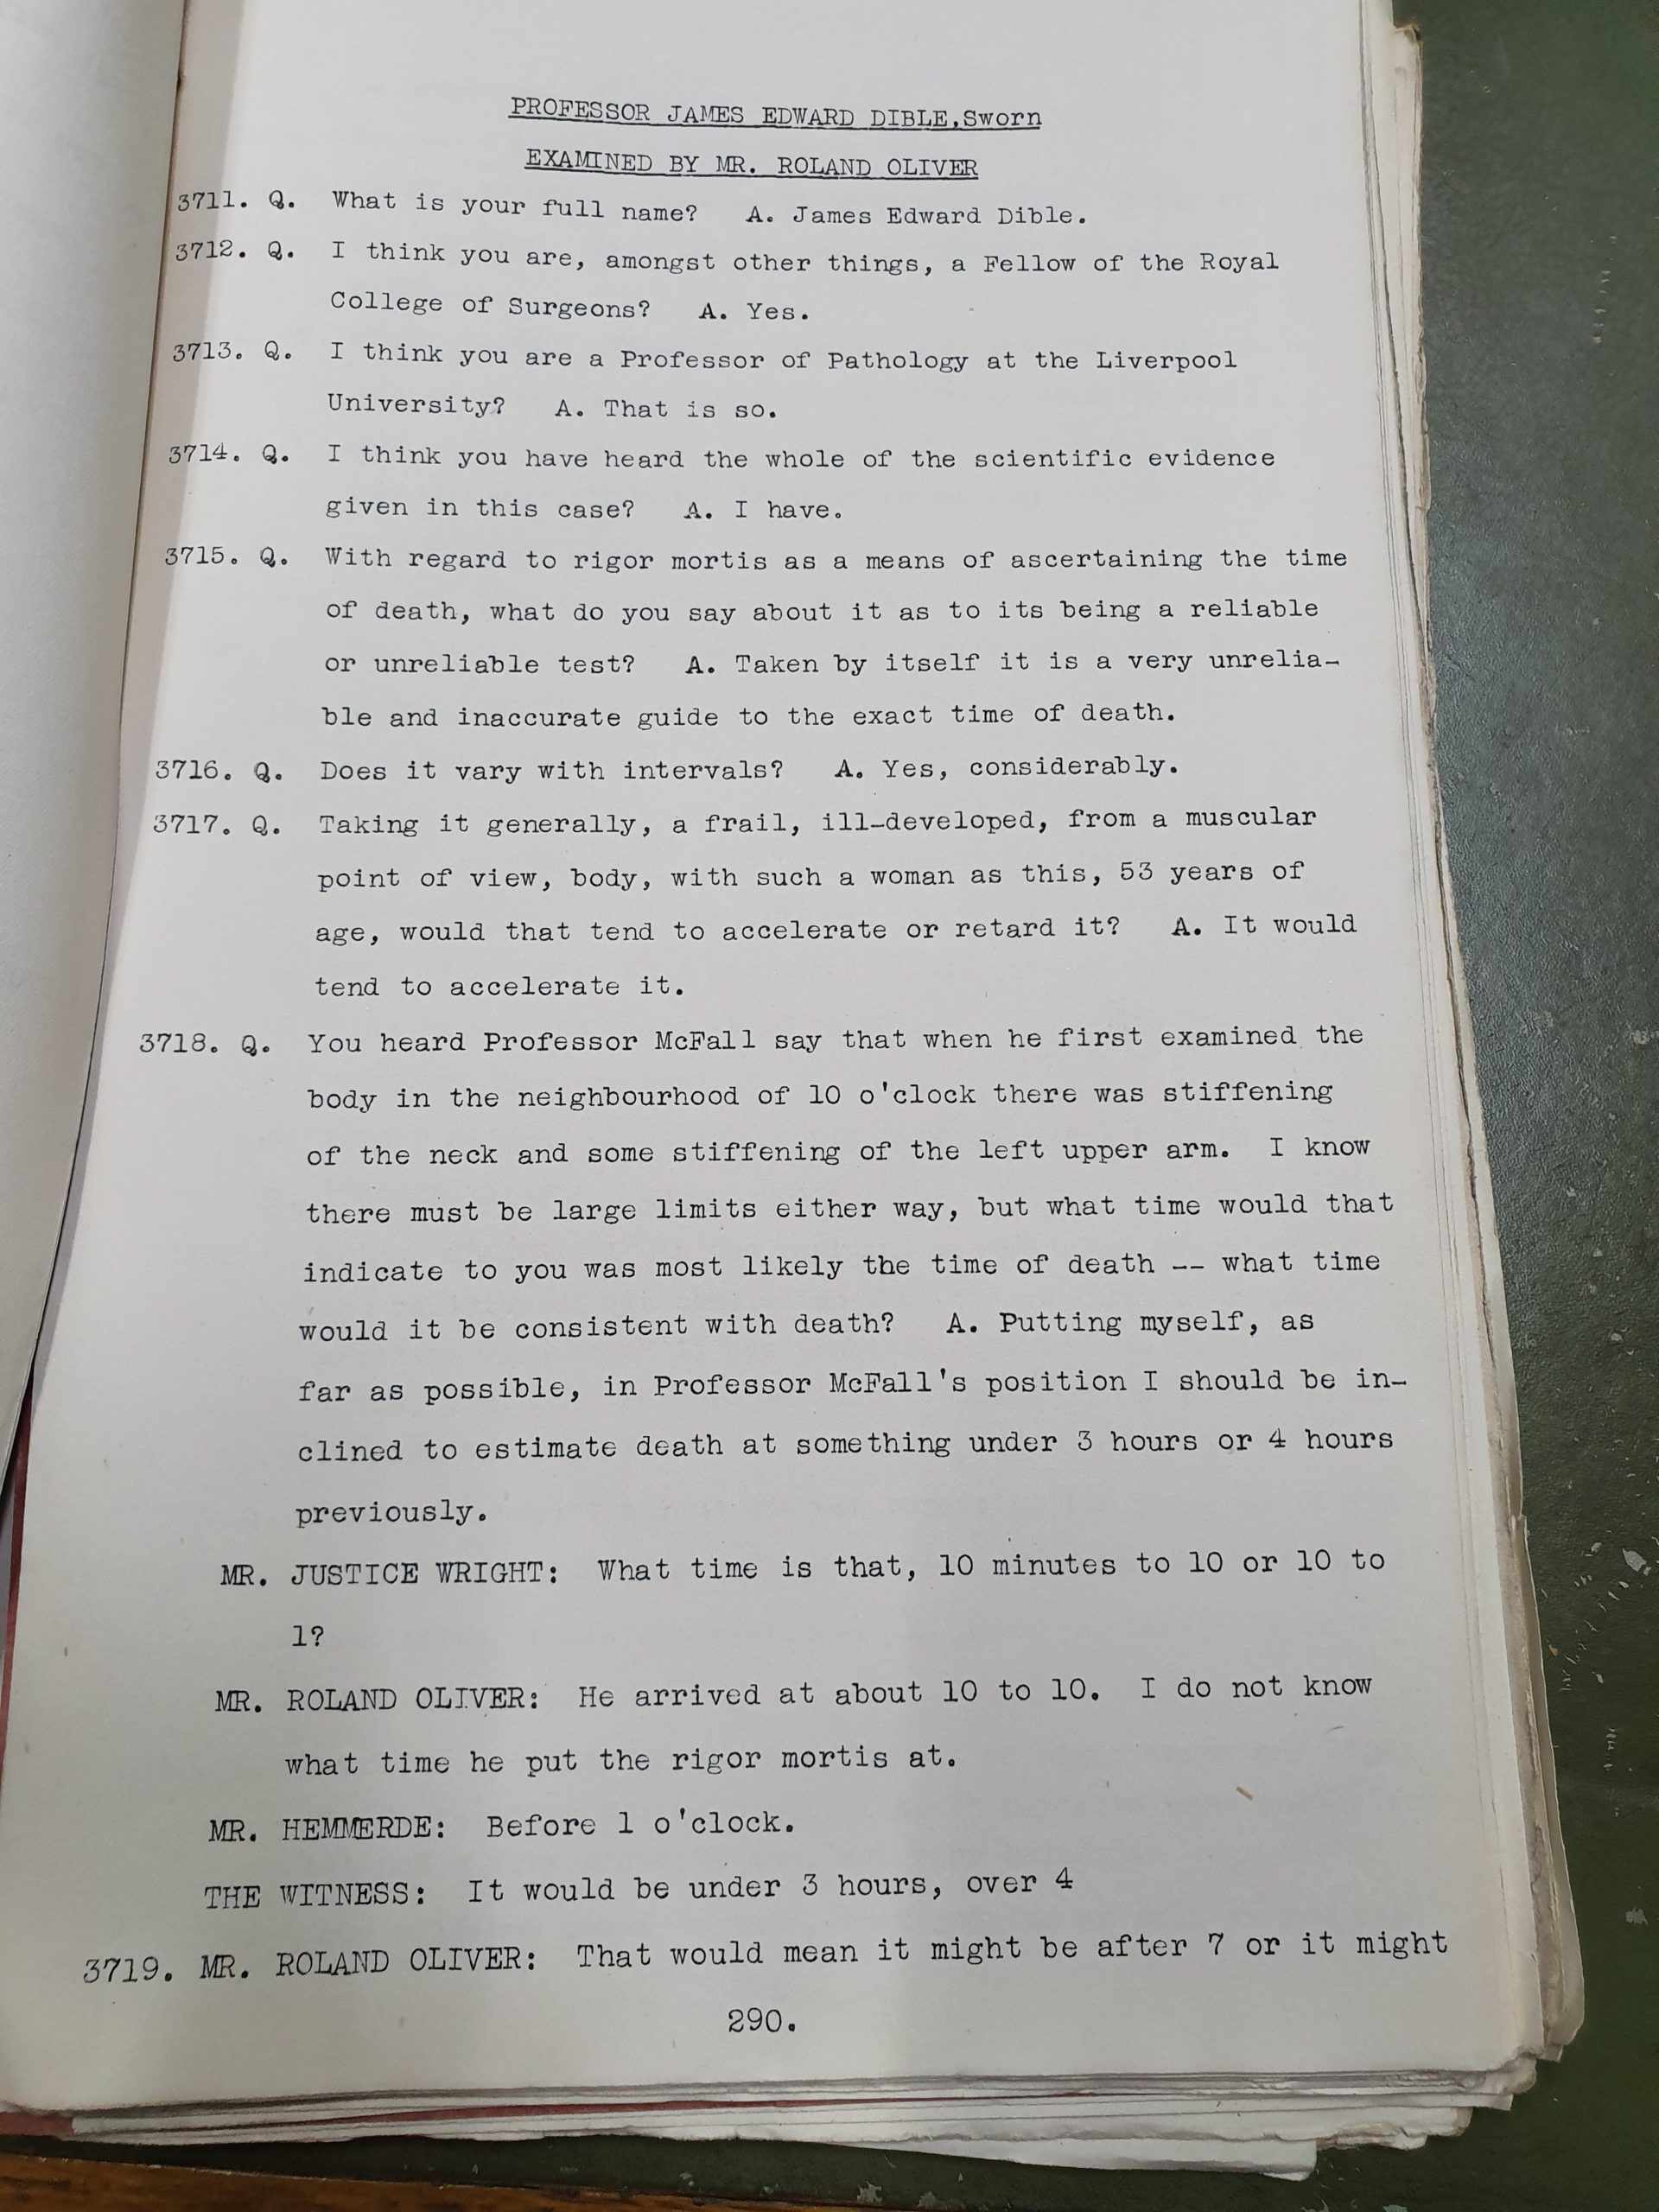 PROFESSOR JAMES EDWARD DIBLE,Sworn
EXAMINED BY MR. ROLAND OLIVER
3711. Q. What is your full name? A. James Edward Dible.
3712. Q. I think you are, amongst other things, a Fellow of the Royal
College of Surgeons? A. Yes.
3713. Q. I think you are a Professor of Pathology at the Liverpool
University? A. That is so.
3714. Q. I think you have heard the whole of the scientific evidence
given in this case? A. I have.
3715. Q. With regard to rigor mortis as a means of ascertaining the time
of death, what do you say about it as to its being a reliable
or unreliable test? A. Taken by itself it is a very unrelia-
ble and inaccurate guide to the exact time of death.
3716. Q. Does it vary with intervals? A. Yes, considerably.
3717. Q. Taking it generally, a frail, ill-developed, from a muscular
point of view, body, with such a woman as this, 53 years of
age, would that tend to accelerate or retard it? A. It would
tend to accelerate it.
3718. Q. You heard Professor McFall say that when he first examined the
body in the neighbourhood of 10 o'clock there was stiffening
of the neck and some stiffening of the left upper arm. I know
there must be large limits either way, but what time would that
indicate to you was most likely the time of death -- what time
would it be consistent with death? A. Putting myself, as
far as possible, in Professor McFall's position I should be in-
clined to estimate death at something under 3 hours or 4 hours
previously.
MR. JUSTICE WRIGHT: What time is that, 10 minutes to 10 or 10 to
1?
MR. ROLAND OLIVER: He arrived at about 10 to 10. I do not know
what time he put the rigor mortis at.
MR. HEMMERDE: Before 1 o'clock.
THE WITNESS: It would be under 3 hours, over 4
3719. MR. ROLAND OLIVER: That would mean it might be after 7 or it might
290.